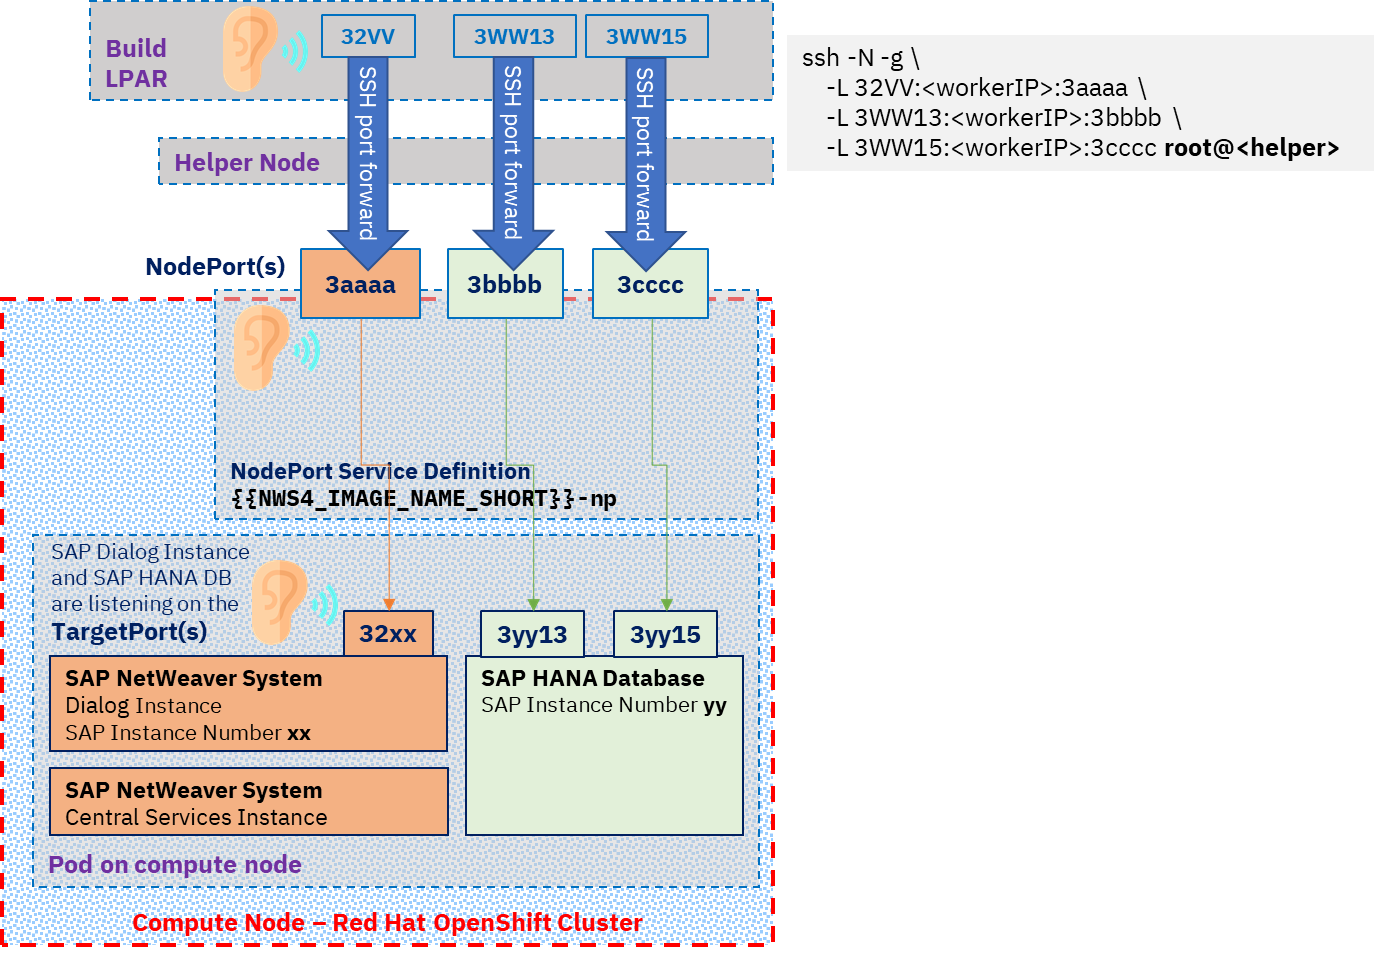 Build
LPAR
32VV
3WW13
3WW15
ssh -N -g \
-L 32VV:<workerIP>:3aaaa \
-L 3WW13:<workerIP>:3bbbb \
-L 3WW15:<workerIP>:3cccc root@<helper>
SSH port forward
SSH port forward
SSH port forward
Helper Node
NodePort(s)
3aaaa
3bbbb
3cccc
NodePort Service Definition
{{NWS4_IMAGE_NAME_SHORT}}-np
SAP Dialog Instance
and SAP HANA DB
are listening on the
TargetPort(s)
32xx
3yy13
3yy15
SAP NetWeaver System
Dialog Instance
SAP Instance Number xx
SAP HANA Database
SAP Instance Number yy
SAP NetWeaver System
Central Services Instance
Pod on compute node
Compute Node – Red Hat OpenShift Cluster